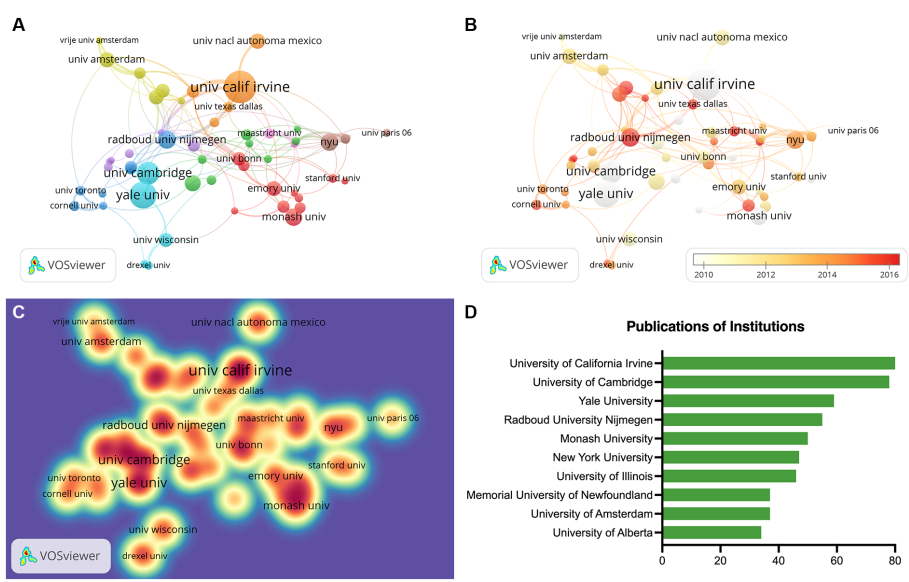 A
vrije univ amsterdam
univ amsterdam
univ nacl autonoma mexico
univ calif irvine
univ texas dallas
radboud univ nijmegen
maastricht univ
univ paris 06
nyu
univ bonn
univ cambridge
stanford univ
univ toronto
yale univ
emory univ
cornell univ
monash univ
univ wisconsin
drexel univ
VOSviewer
B
vrije univ amsterdam
univ amsterdam
univ nacl autonoma mexico
univ calif irvine
univ texas dallas
radboud univ nijmegen
maastricht univ
univ paris 06
nyu
univ bonn
univ cambridge
stanford univ
univ toronto
yale univ
emory univ
cornell univ
monash univ
univ wisconsin
drexel univ
VOSviewer
2010 2012 2014 2016
C
vrije univ amsterdam
univ amsterdam
univ nacl autonoma mexico
univ calif irvine
univ texas dallas
radboud univ nijmegen
maastricht univ
univ paris 06
nyu
univ bonn
univ cambridge
stanford univ
univ toronto
yale univ
emory univ
cornell univ
monash univ
univ wisconsin
drexel univ
VOSviewer
D
Publications of Institutions
University of California Irvine
University of Cambridge
Yale University
Radboud University Nijmegen
Monash University
New York University
University of Illinois
Memorial University of Newfoundland
University of Amsterdam
University of Alberta
0 20 40 60 80